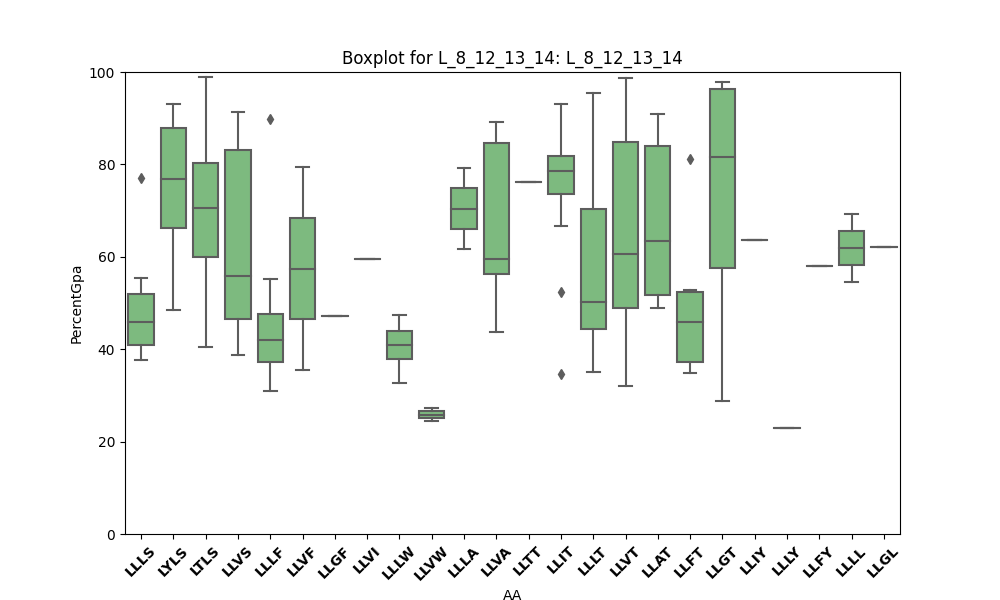 Boxplot for L_8_12_13_14: L_8_12_13_14
PercentGpa
100
80
60
40
20
0
LLLS LYLS LTLS LLVS LLLF LLVF LLGF LLVI LLLW LLVW LLLA LLVA LLTT LLIT LLLT LLVT LLAT LLFT LLGT LLIY LLLY LLFY LLLL LLGL
AA